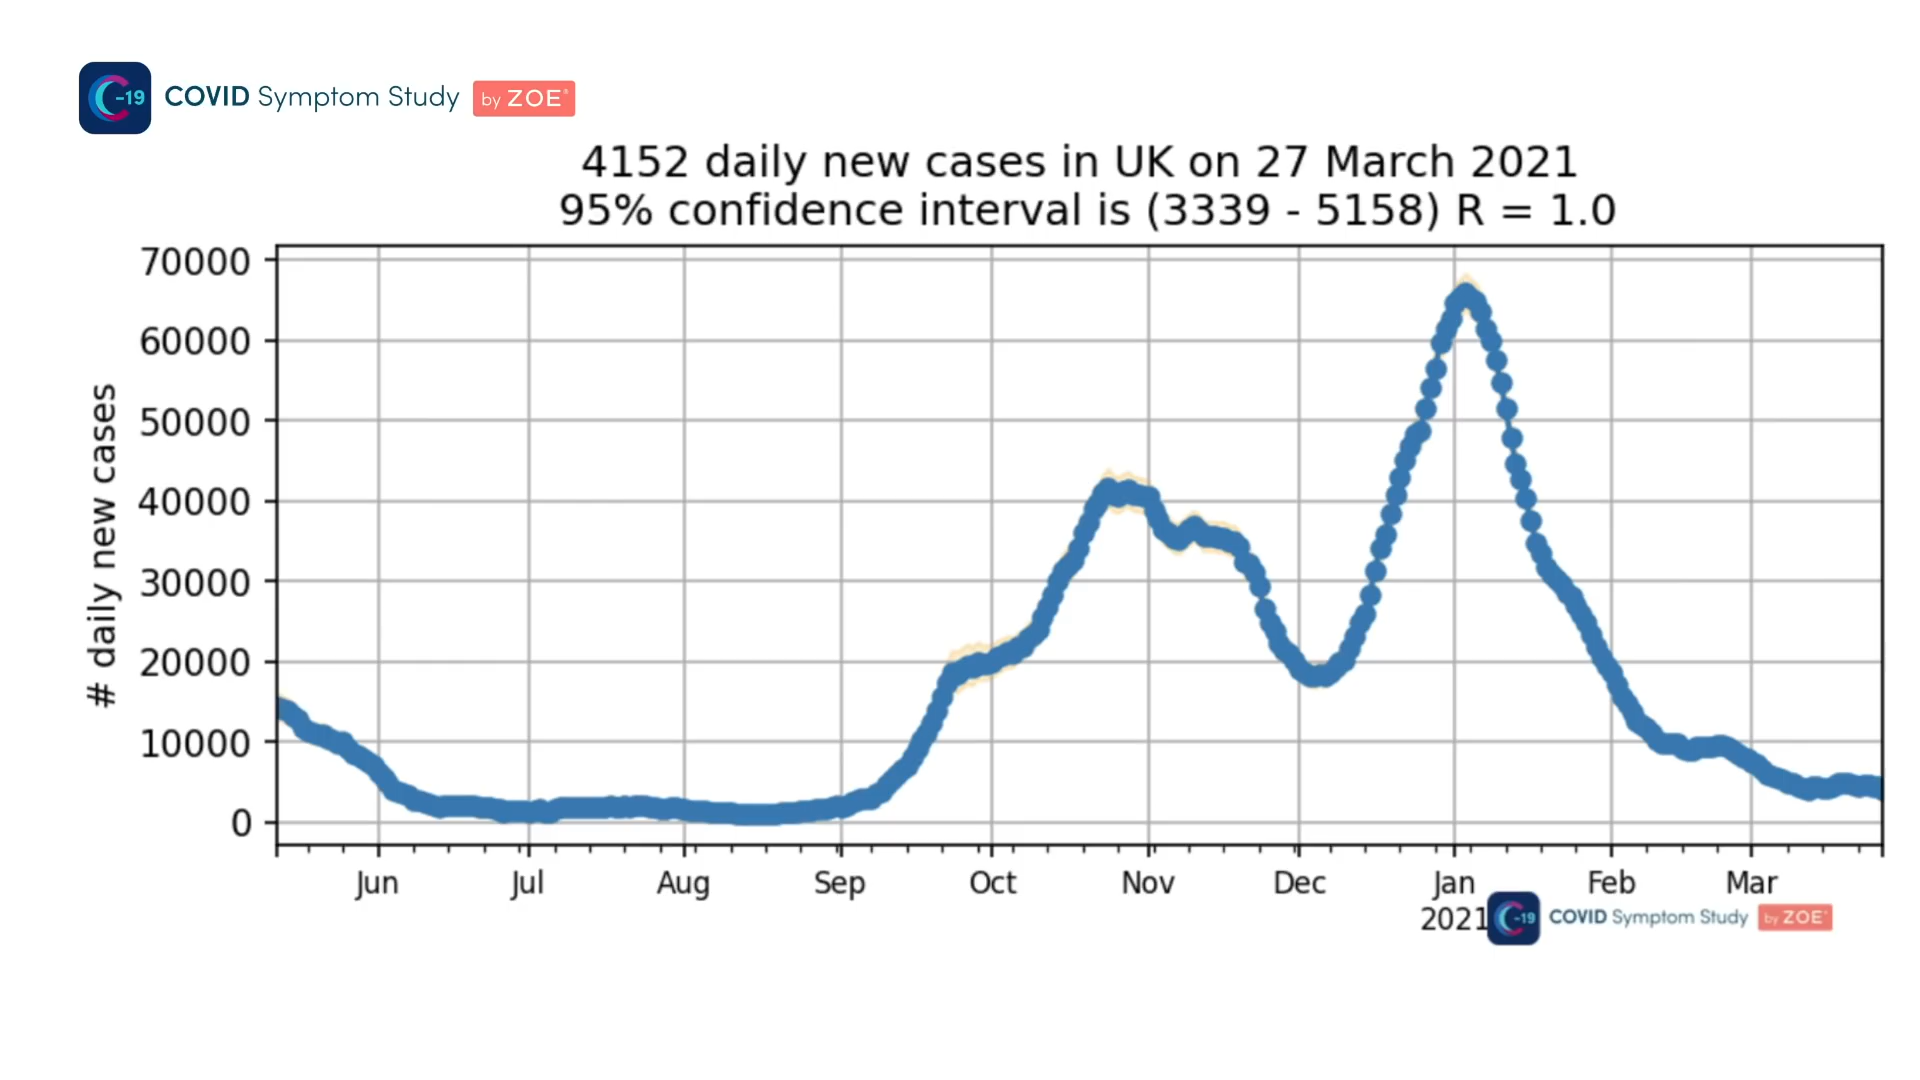 C-19 COVID Symptom Study by ZOE®
4152 daily new cases in UK on 27 March 2021
95% confidence interval is (3339 - 5158) R = 1.0
# daily new cases
70000
60000
50000
40000
30000
20000
10000
0
Jun Jul Aug Sep Oct Nov Dec Jan Feb Mar
2021
C-19 COVID Symptom Study by ZOE®